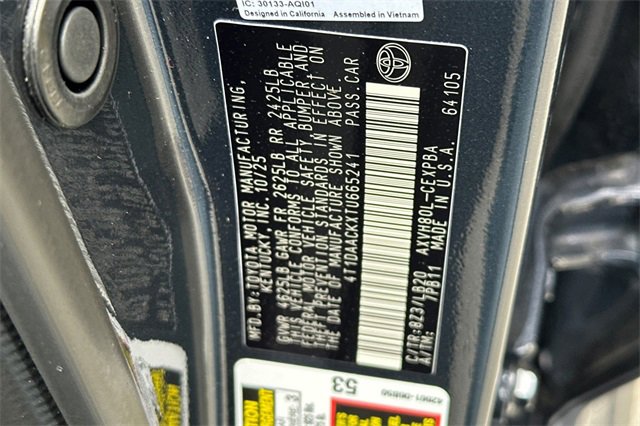 IC: 30133-AQI01
Designed in California Assembled in Vietnam
MFD. BY: TOYOTA MOTOR MANUFACTURING,
KENTUCKY, INC. 10/25
GVWR 4625LB GAWR FR 2625LB RR 2425LB
THIS VEHICLE CONFORMS TO ALL APPLICABLE
FEDERAL MOTOR VEHICLE SAFETY, BUMPER, AND
THEFT PREVENTION STANDARDS IN EFFECT ON
THE DATE OF MANUFACTURE SHOWN ABOVE.
4T1DAACKXTU665241 PASS. CAR
C/TR:8Z3/LB20 AXVH80L-CEXPBA
R/TM: 7PB11 MADE IN U.S.A. 64105
53